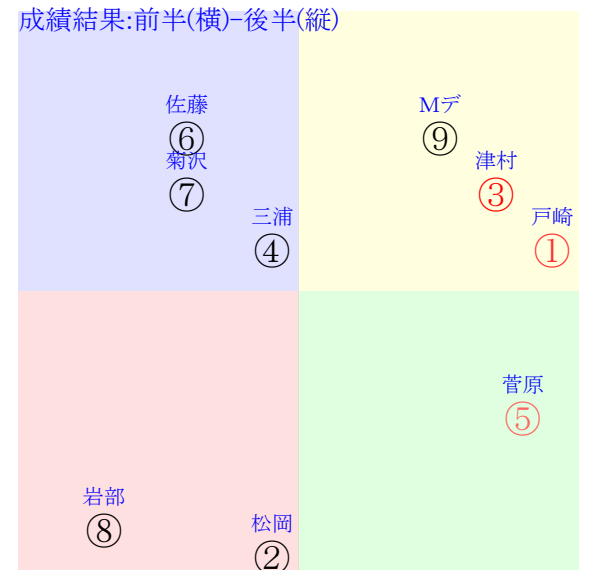 成績結果:前半(横)-後半(縦)
佐藤
⑥
Mデ
⑨
菊沢
⑦
津村
③
三浦
④
戸崎
①
菅原
⑤
岩部
⑧
松岡
②